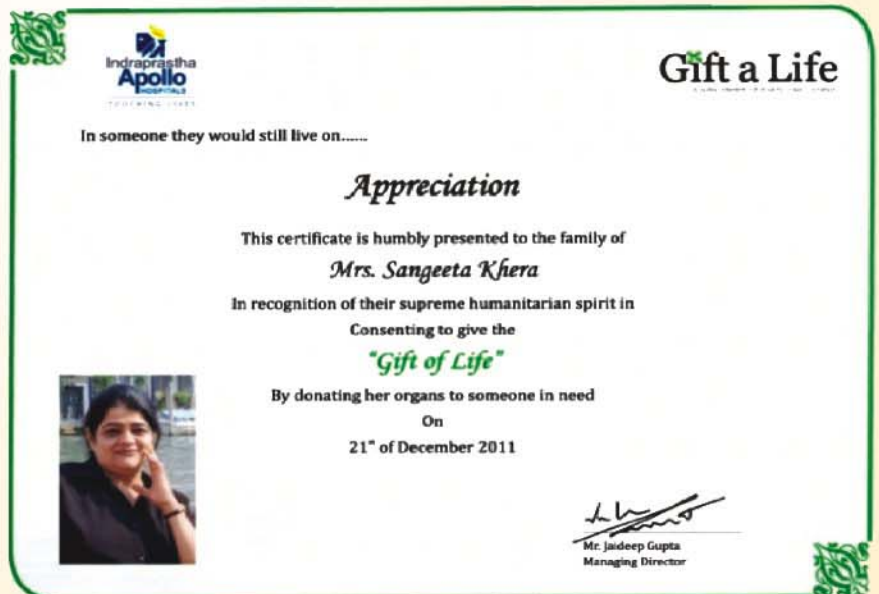 Indraprastha
Apollo
HOSPITALS
TOUCHING LIVES
Gift a Life
In someone they would still live on......
Appreciation
This certificate is humbly presented to the family of
Mrs. Sangeeta Khera
In recognition of their supreme humanitarian spirit in
Consenting to give the
"Gift of Life"
By donating her organs to someone in need
On
21st of December 2011
Mr. Jaideep Gupta
Managing Director